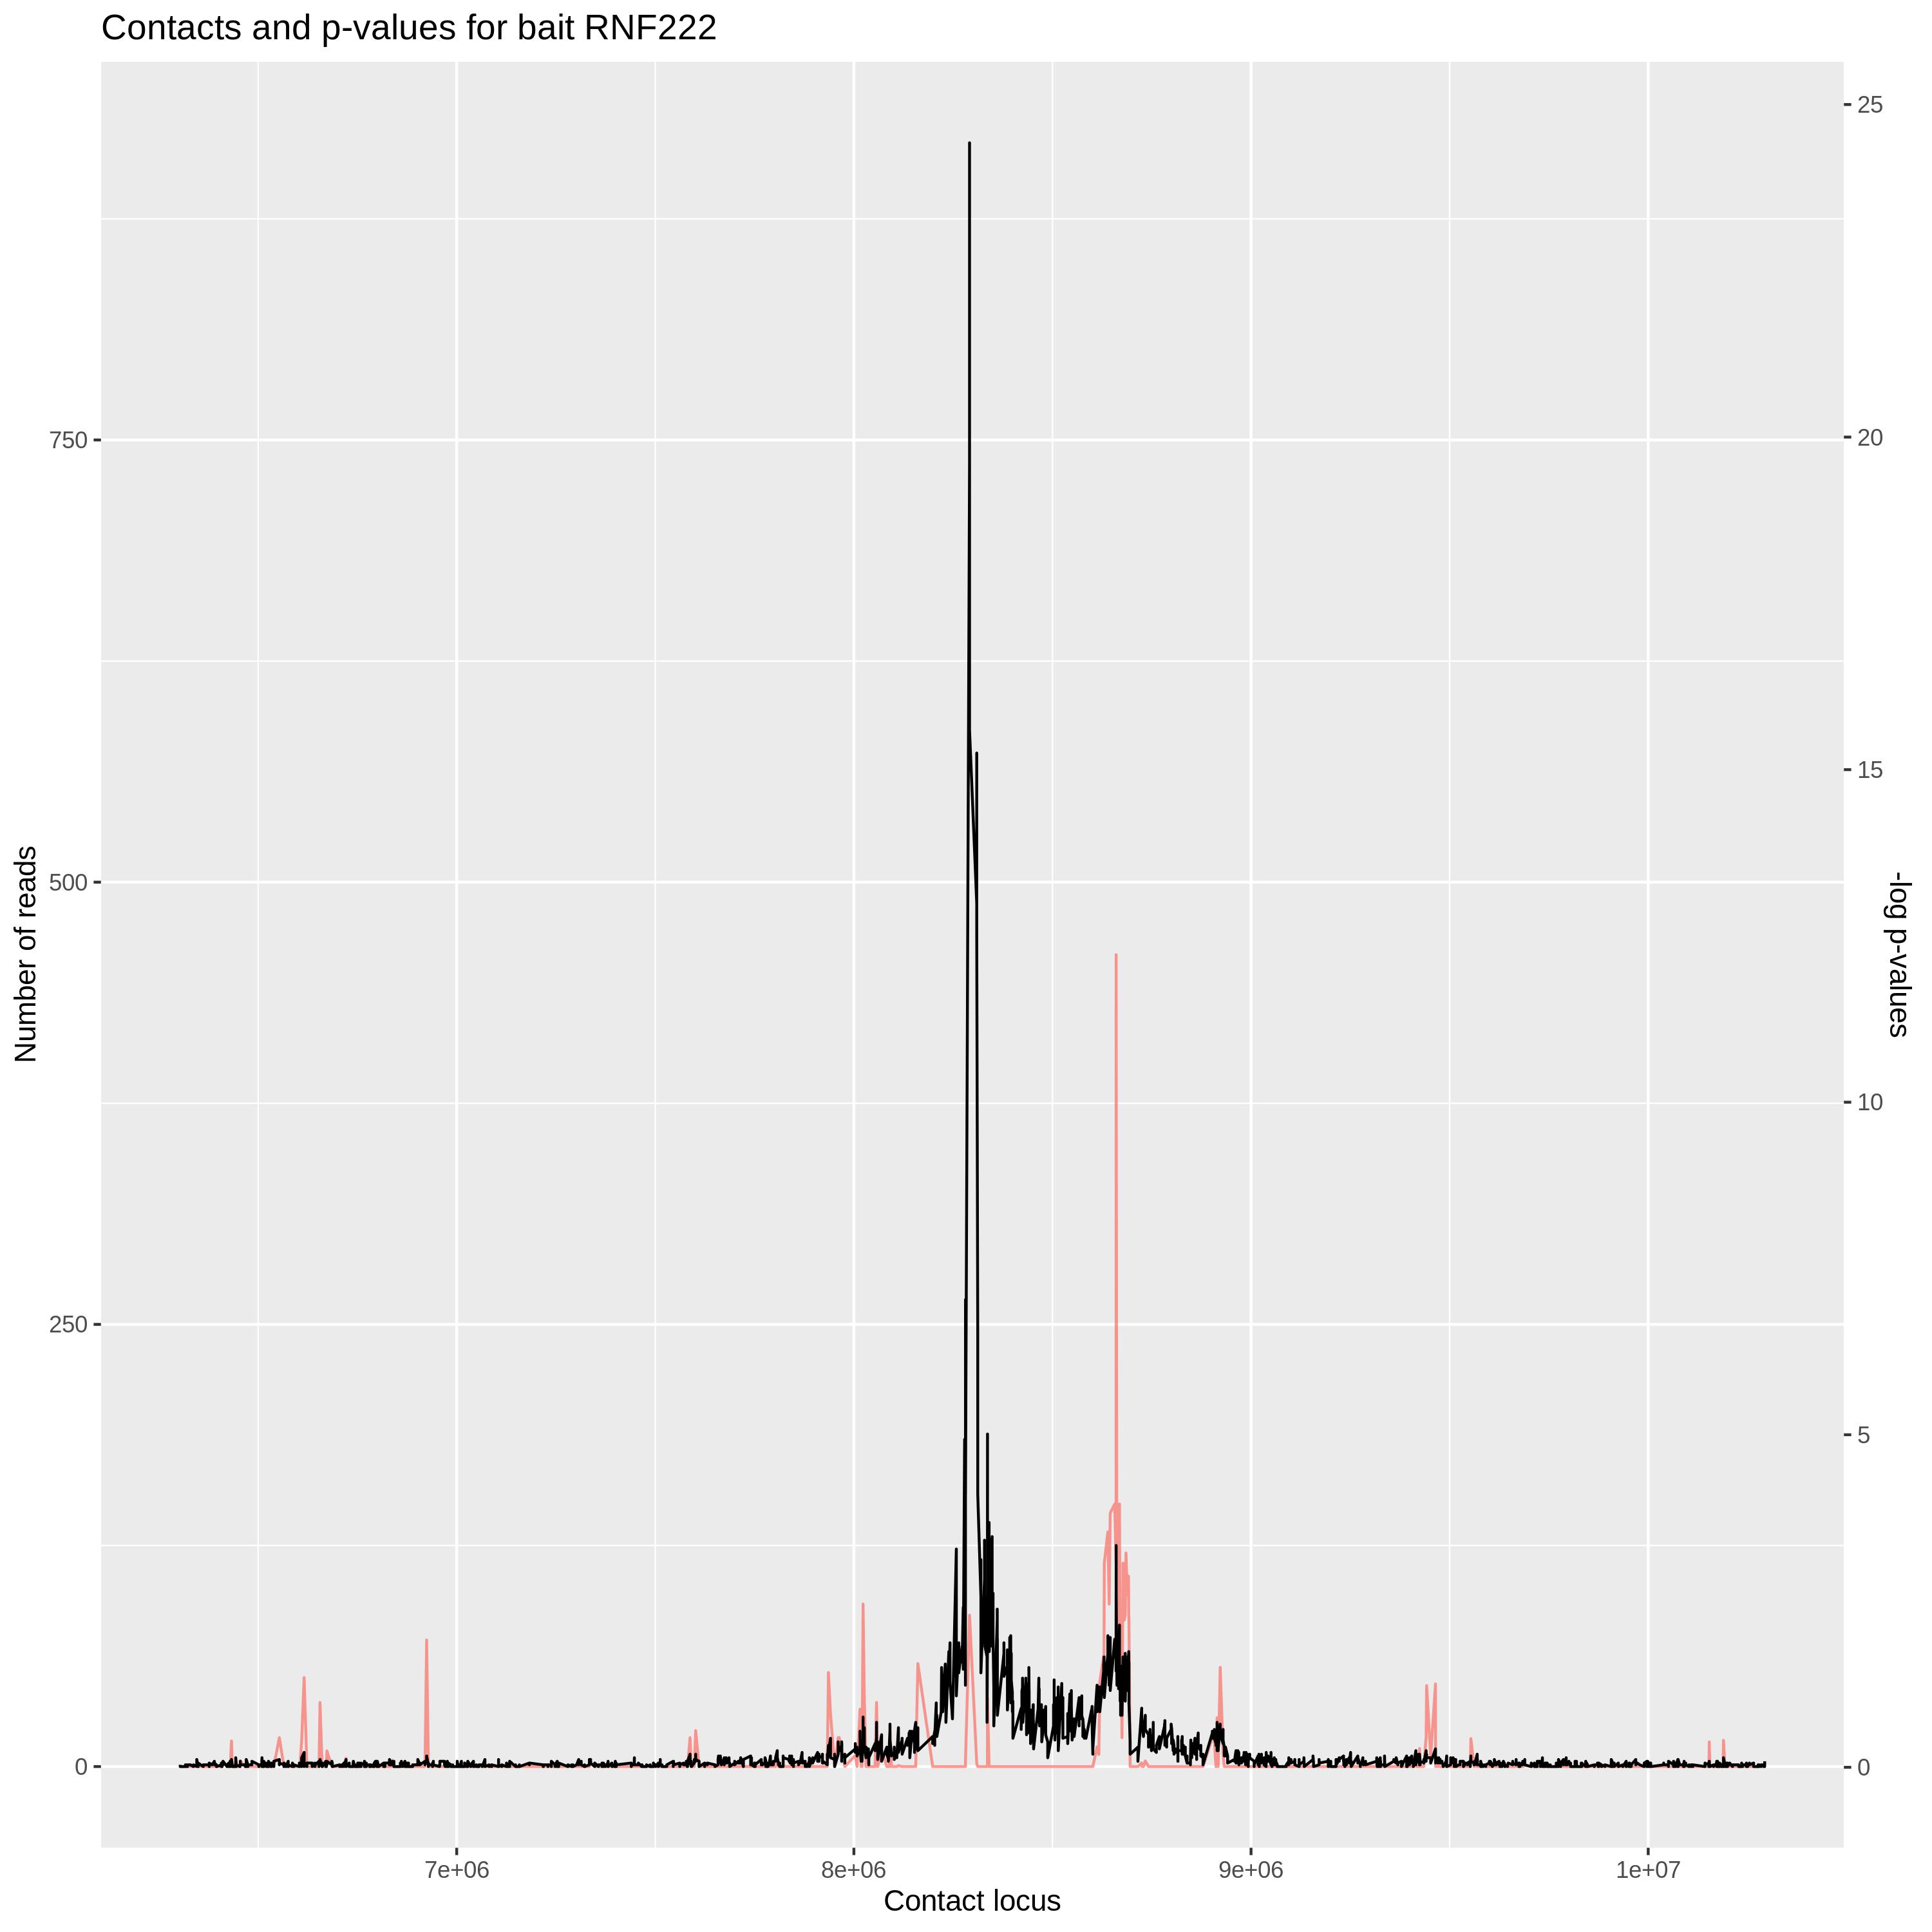 Contacts and p-values for bait RNF222
25
750
20
15
500
Number of reads
-log p-values
10
250
5
0
0
7e+06
8e+06
9e+06
1e+07
Contact locus